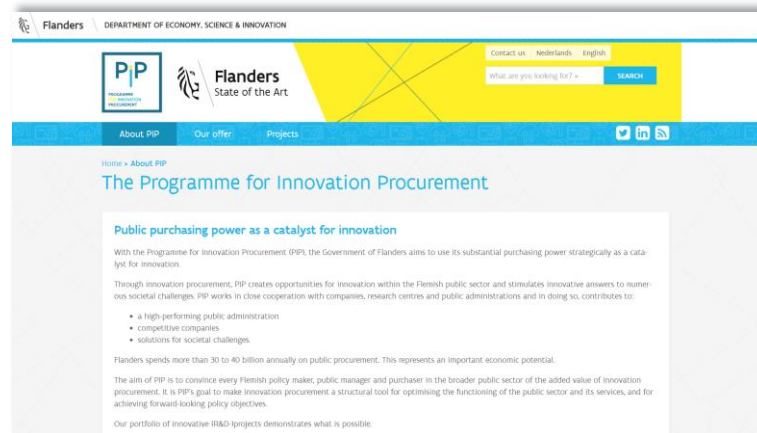 Flanders DEPARTMENT OF ECONOMY, SCIENCE & INNOVATION
Contact us Nederlands English
PiP
PROGRAMME
FOR INNOVATION
PROCUREMENT
Flanders
State of the Art
What are you looking for? »
SEARCH
About PIP Our offer Projects
in
Home » About PIP
The Programme for Innovation Procurement
Public purchasing power as a catalyst for innovation
With the Programme for Innovation Procurement (PIP), the Government of Flanders aims to use its substantial purchasing power strategically as a cata-
lyst for innovation.
Through innovation procurement, PIP creates opportunities for innovation within the Flemish public sector and stimulates innovative answers to numer-
ous societal challenges. PIP works in close cooperation with companies, research centres and public administrations and in doing so, contributes to:
• a high-performing public administration
• competitive companies
• solutions for societal challenges.
Flanders spends more than 30 to 40 billion annually on public procurement. This represents an important economic potential.
The aim of PIP is to convince every Flemish policy maker, public manager and purchaser in the broader public sector of the added value of innovation
procurement. It is PIP's goal to make innovation procurement a structural tool for optimising the functioning of the public sector and its services, and for
achieving forward-looking policy objectives.
Our portfolio of innovative (R&D-)projects demonstrates what is possible.